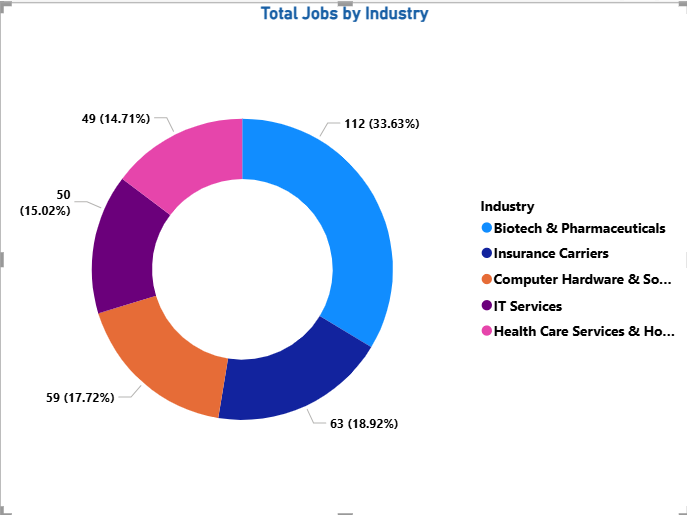 Total Jobs by Industry
49 (14.71%)
112 (33.63%)
50
(15.02%)
59 (17.72%)
63 (18.92%)
Industry
Biotech & Pharmaceuticals
Insurance Carriers
Computer Hardware & So...
IT Services
Health Care Services & Ho...